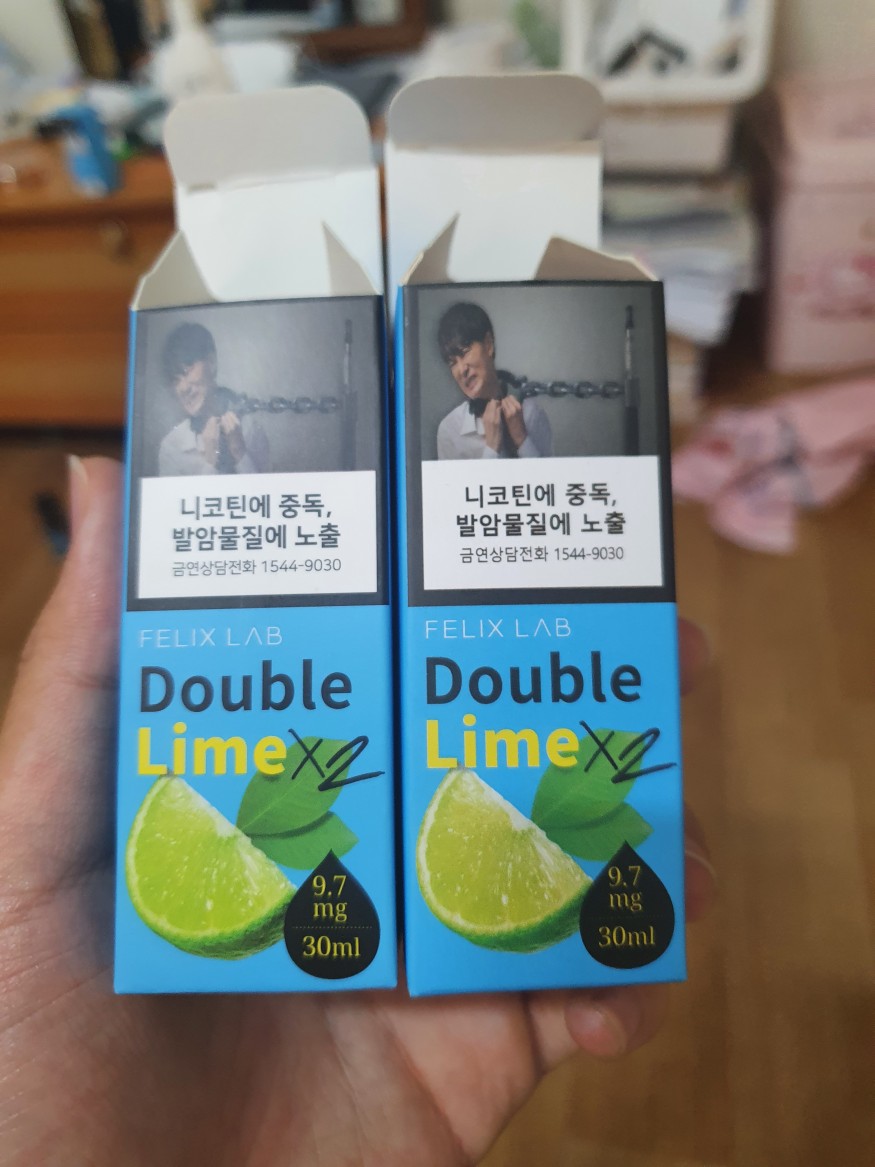 니코틴에 중독,
발암물질에 노출
금연상담전화 1544-9030
FELIX LAB
Double
Lime X2
9.7
mg
30ml
니코틴에 중독,
발암물질에 노출
금연상담전화 1544-9030
FELIX LAB
Double
Lime X2
9.7
mg
30ml